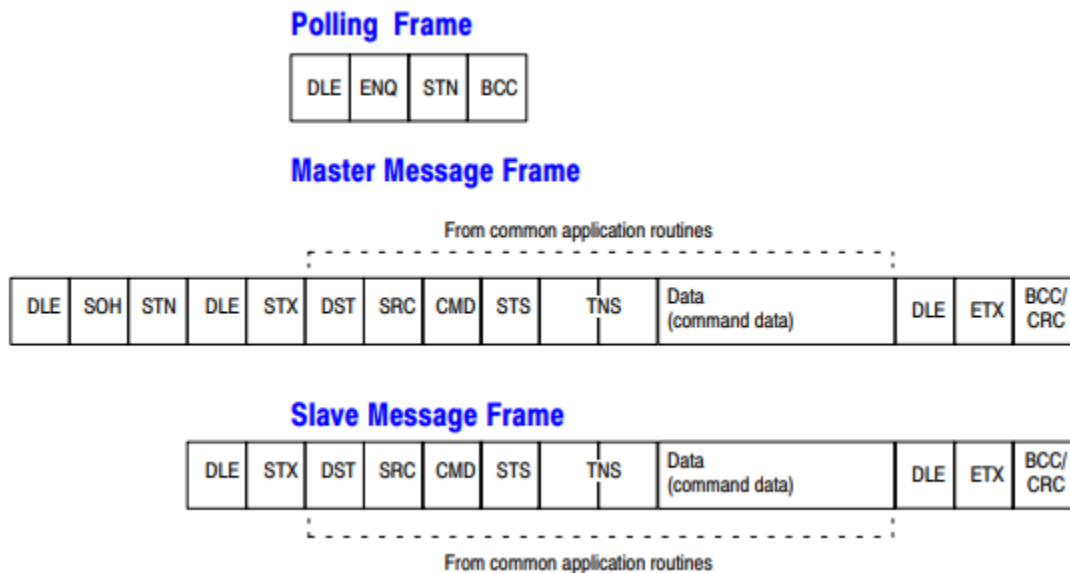 Polling Frame
DLE ENQ STN BCC
Master Message Frame
From common application routines
DLE SOH STN DLE STX DST SRC CMD STS TNS Data (command data) DLE ETX BCC/ CRC
Slave Message Frame
DLE STX DST SRC CMD STS TNS Data (command data) DLE ETX BCC/ CRC
From common application routines